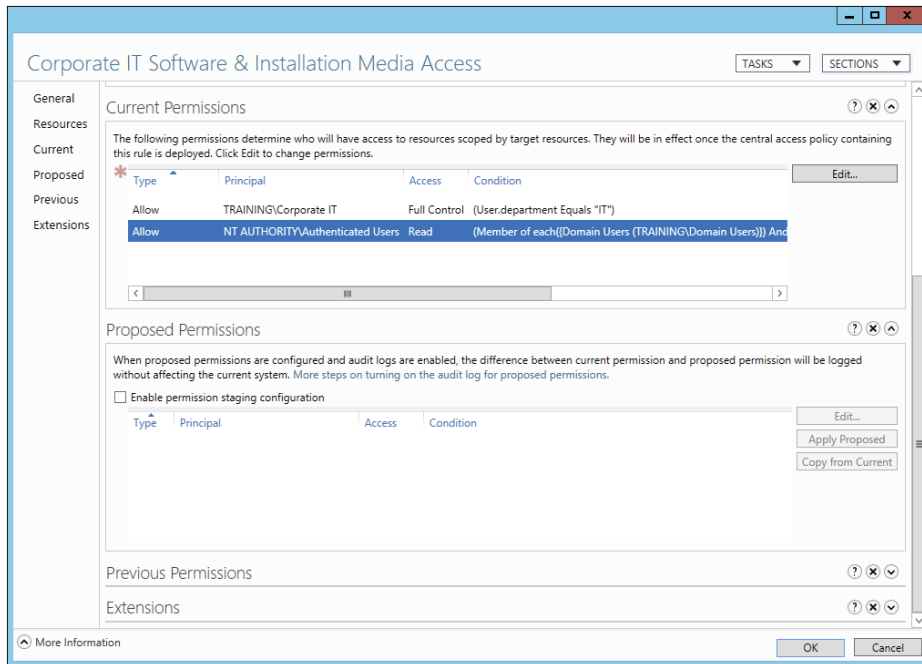 Corporate IT Software & Installation Media Access
TASKS
SECTIONS
General
Resources
Current
Proposed
Previous
Extensions
Current Permissions
The following permissions determine who will have access to resources scoped by target resources. They will be in effect once the central access policy containing
this rule is deployed. Click Edit to change permissions.
Type Principal Access Condition
Edit...
Allow TRAINING\Corporate IT Full Control (User.department Equals "IT")
Allow NT AUTHORITY\Authenticated Users Read (Member of each({Domain Users (TRAINING\Domain Users)}) And
Proposed Permissions
When proposed permissions are configured and audit logs are enabled, the difference between current permission and proposed permission will be logged
without affecting the current system. More steps on turning on the audit log for proposed permissions.
Enable permission staging configuration
Type Principal Access Condition
Edit...
Apply Proposed
Copy from Current
Previous Permissions
Extensions
More Information
OK
Cancel